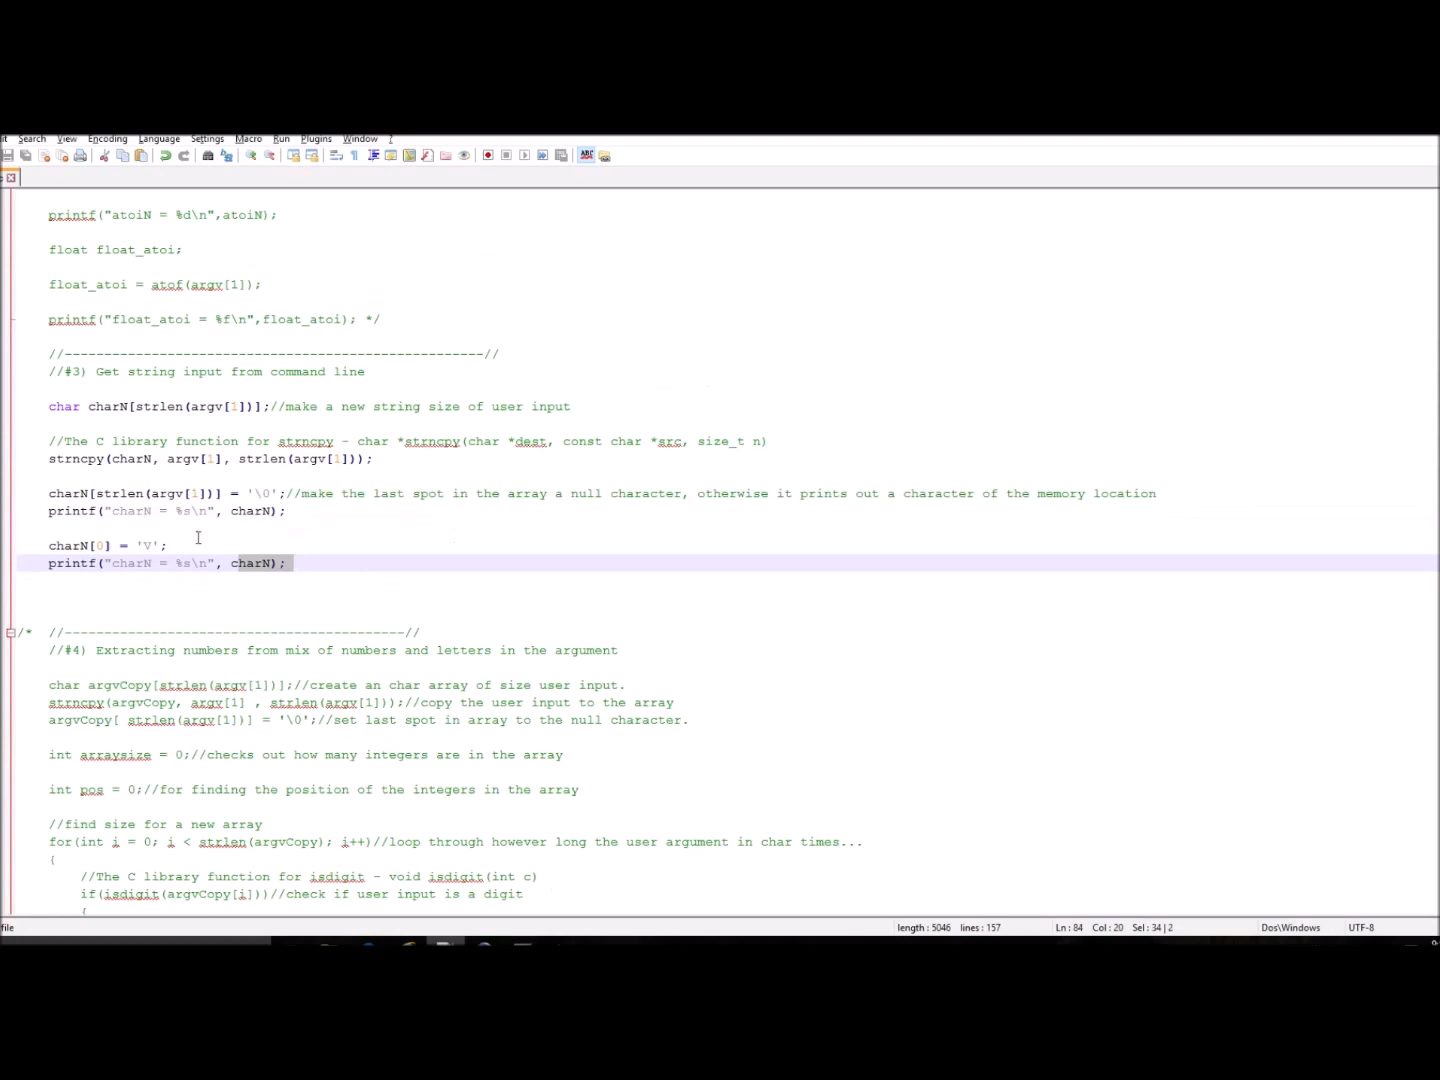 it Search View Encoding Language Settings Macro Run Plugins Window ?
printf("atoiN = %d\n",atoiN);
float float_atoi;
float_atoi = atof(argv[1]);
printf("float_atoi = %f\n",float_atoi); */
//-----------------------------------------------------//
//#3) Get string input from command line
char charN[strlen(argv[1])];//make a new string size of user input
//The C library function for strncpy - char *strncpy(char *dest, const char *src, size_t n)
strncpy(charN, argv[1], strlen(argv[1]));
charN[strlen(argv[1])] = '\0';//make the last spot in the array a null character, otherwise it prints out a character of the memory location
printf("charN = %s\n", charN);
charN[0] = 'V';
printf("charN = %s\n", charN);
/* //-------------------------------------------//
//#4) Extracting numbers from mix of numbers and letters in the argument
char argvCopy[strlen(argv[1])];//create an char array of size user input.
strncpy(argvCopy, argv[1] , strlen(argv[1]));//copy the user input to the array
argvCopy[ strlen(argv[1])] = '\0';//set last spot in array to the null character.
int arraysize = 0;//checks out how many integers are in the array
int pos = 0;//for finding the position of the integers in the array
//find size for a new array
for(int i = 0; i < strlen(argvCopy); i++)//loop through however long the user argument in char times...
{
//The C library function for isdigit - void isdigit(int c)
if(isdigit(argvCopy[i]))//check if user input is a digit
{
file length : 5046 lines : 157 Ln : 84 Col : 20 Sel : 34 | 2 Dos\Windows UTF-8